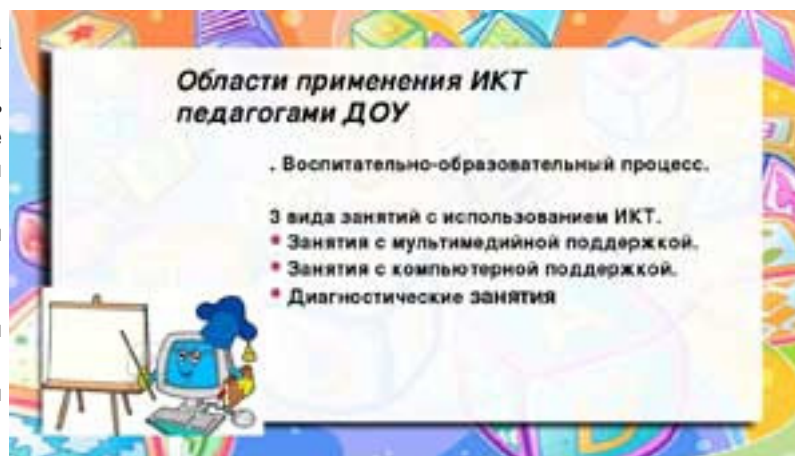 Области применения ИКТ
педагогами ДОУ
. Воспитательно-образовательный процесс.
3 вида занятий с использованием ИКТ.
• Занятия с мультимедийной поддержкой.
• Занятия с компьютерной поддержкой.
• Диагностические занятия